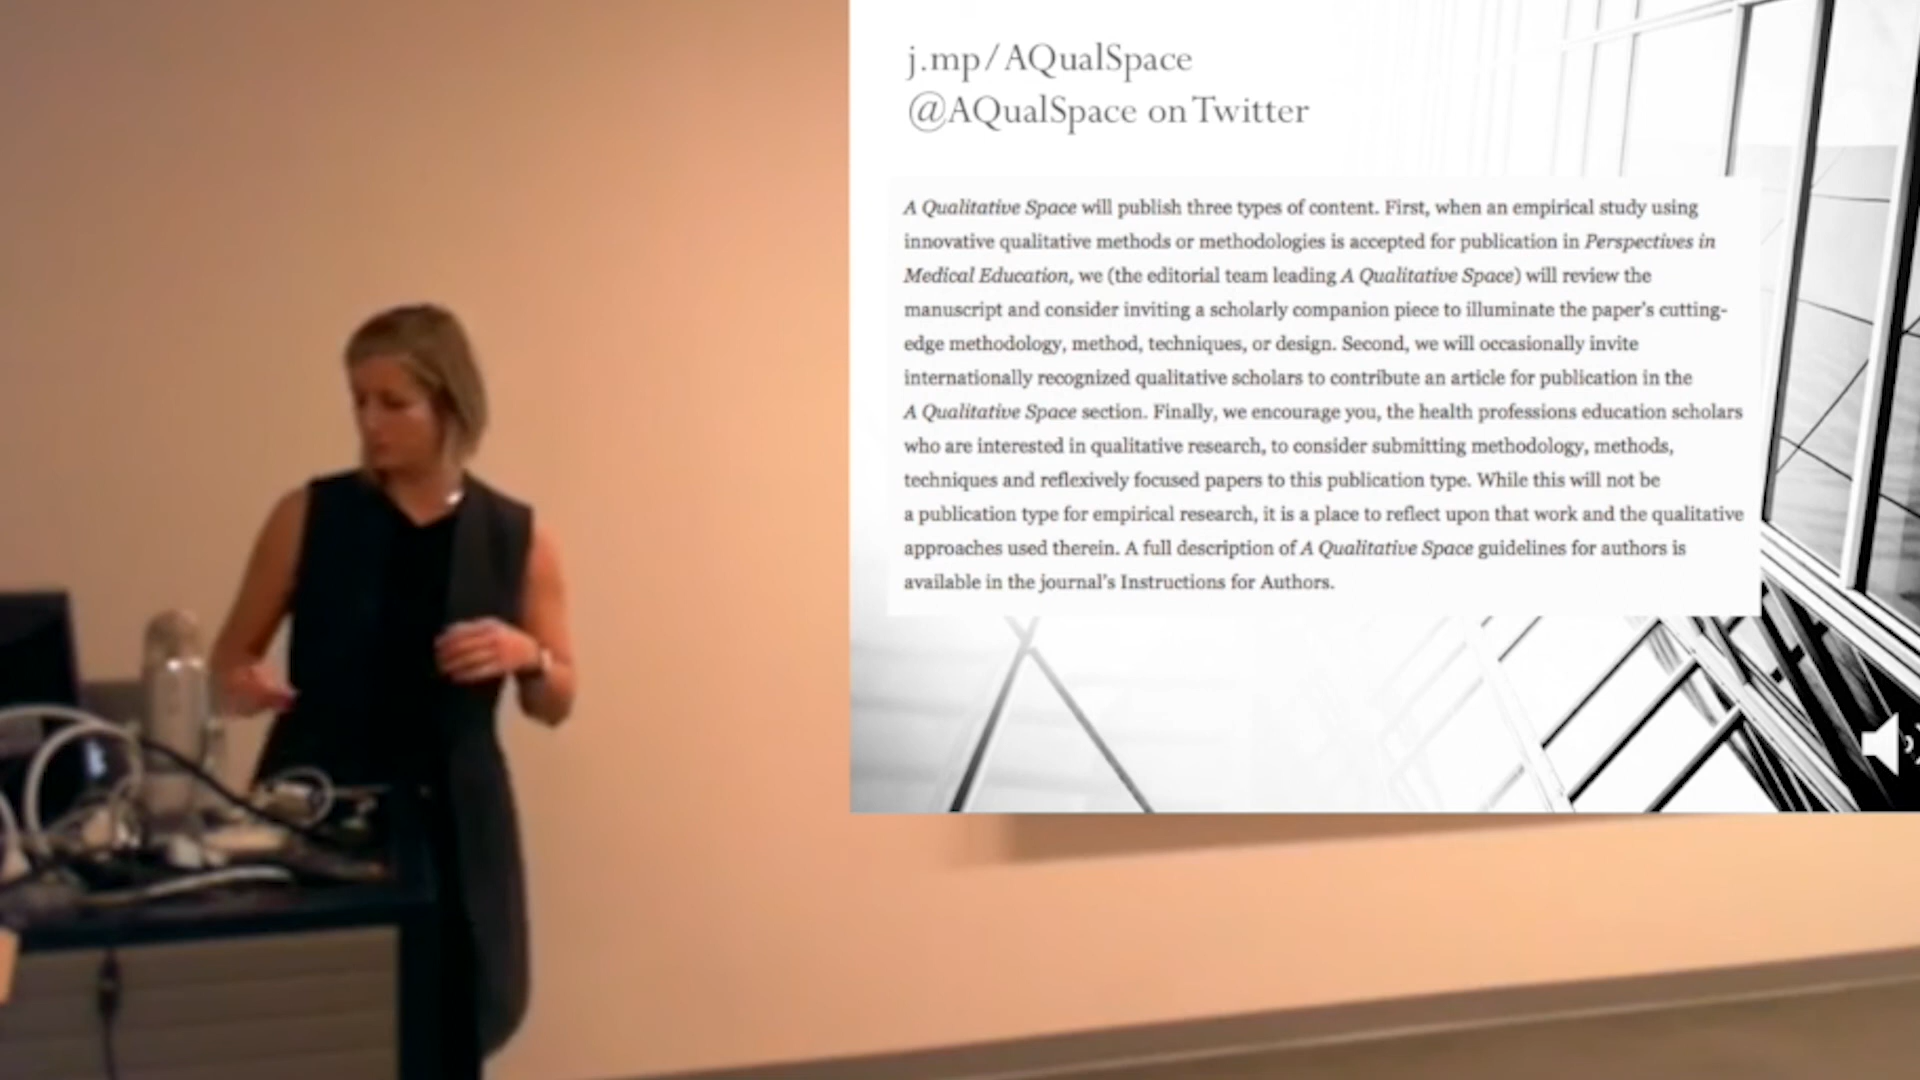 j.mp/AQualSpace
@AQualSpace on Twitter
A Qualitative Space will publish three types of content. First, when an empirical study using
innovative qualitative methods or methodologies is accepted for publication in Perspectives in
Medical Education, we (the editorial team leading A Qualitative Space) will review the
manuscript and consider inviting a scholarly companion piece to illuminate the paper's cutting-
edge methodology, method, techniques, or design. Second, we will occasionally invite
internationally recognized qualitative scholars to contribute an article for publication in the
A Qualitative Space section. Finally, we encourage you, the health professions education scholars
who are interested in qualitative research, to consider submitting methodology, methods,
techniques and reflexively focused papers to this publication type. While this will not be
a publication type for empirical research, it is a place to reflect upon that work and the qualitative
approaches used therein. A full description of A Qualitative Space guidelines for authors is
available in the journal's Instructions for Authors.